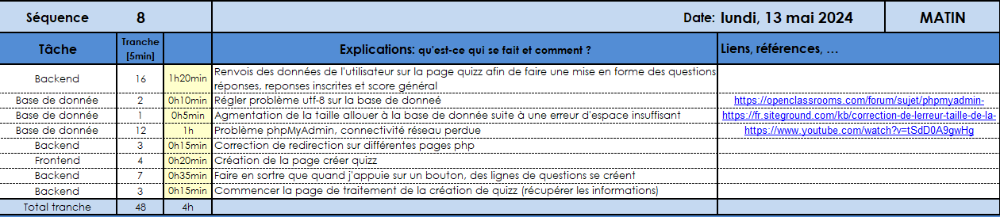 Séquence 8 Date: lundi, 13 mai 2024 MATIN
Tâche Tranche [5min] Explications: qu'est-ce qui se fait et comment ? Liens, références, ...
Backend 16 1h20min Renvois des données de l'utilisateur sur la page quizz afin de faire une mise en forme des questions
réponses, reponses inscrites et score général
Base de donnée 2 0h10min Régler problème utf-8 sur la base de donneé https://openclassrooms.com/forum/sujet/phpmyadmin-
Base de donnée 1 0h5min Agmentation de la taille allouer à la base de donnée suite à une erreur d'espace insuffisant https://fr.siteground.com/kb/correction-de-lerreur-taille-de-la-
Base de donnée 12 1h Problème phpMyAdmin, connectivité réseau perdue https://www.youtube.com/watch?v=tSdD0A9gwHg
Backend 3 0h15min Correction de redirection sur différentes pages php
Frontend 4 0h20min Création de la page créer quizz
Backend 7 0h35min Faire en sortre que quand j'appuie sur un bouton, des lignes de questions se créent
Backend 3 0h15min Commencer la page de traitement de la création de quizz (récupérer les informations)
Total tranche 48 4h